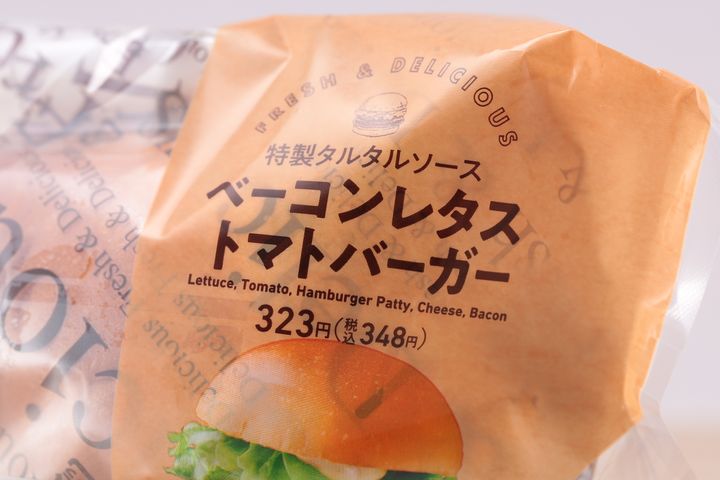 FRESH & DELICIOUS
特製タルタルソース
ベーコンレタス
トマトバーガー
Lettuce, Tomato, Hamburger Patty, Cheese, Bacon
323円(税込348円)
Fresh & Delicious